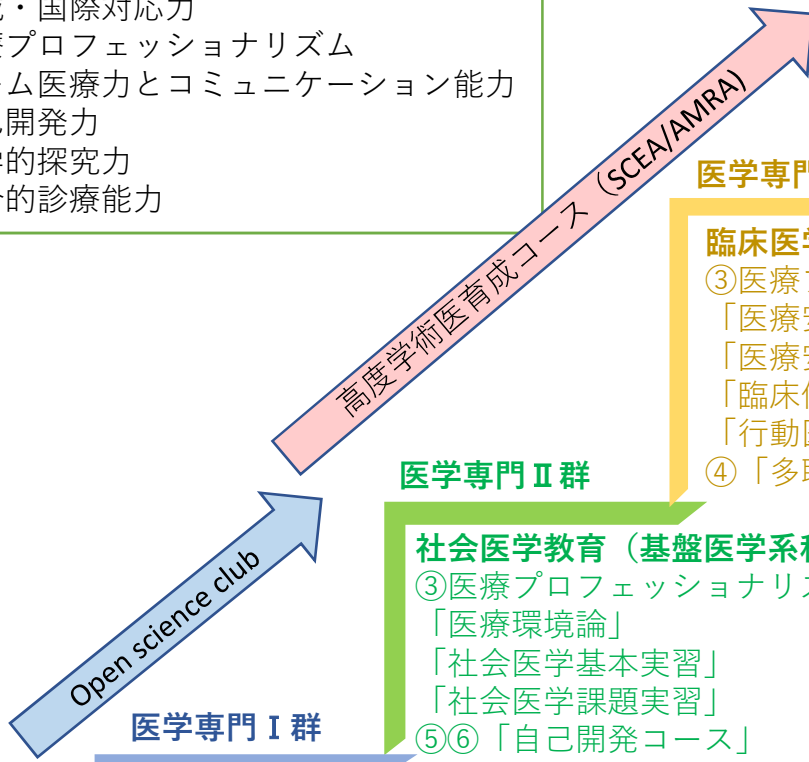 ・国際対応力
プロフェッショナリズム
ム医療力とコミュニケーション能力
開発力
的探究力
的診療能力
高度学術医育成コース（SCEA/AMRA)
医学専門
臨床医学
③医療
「医療安
「医療安
「臨床
「行動医
④「多職
医学専門Ⅱ群
社会医学教育（基盤医学系科
③医療プロフェッショナリズ
「医療環境論」
「社会医学基本実習」
「社会医学課題実習」
⑤⑥「自己開発コース」
Open science club
医学専門Ⅰ群